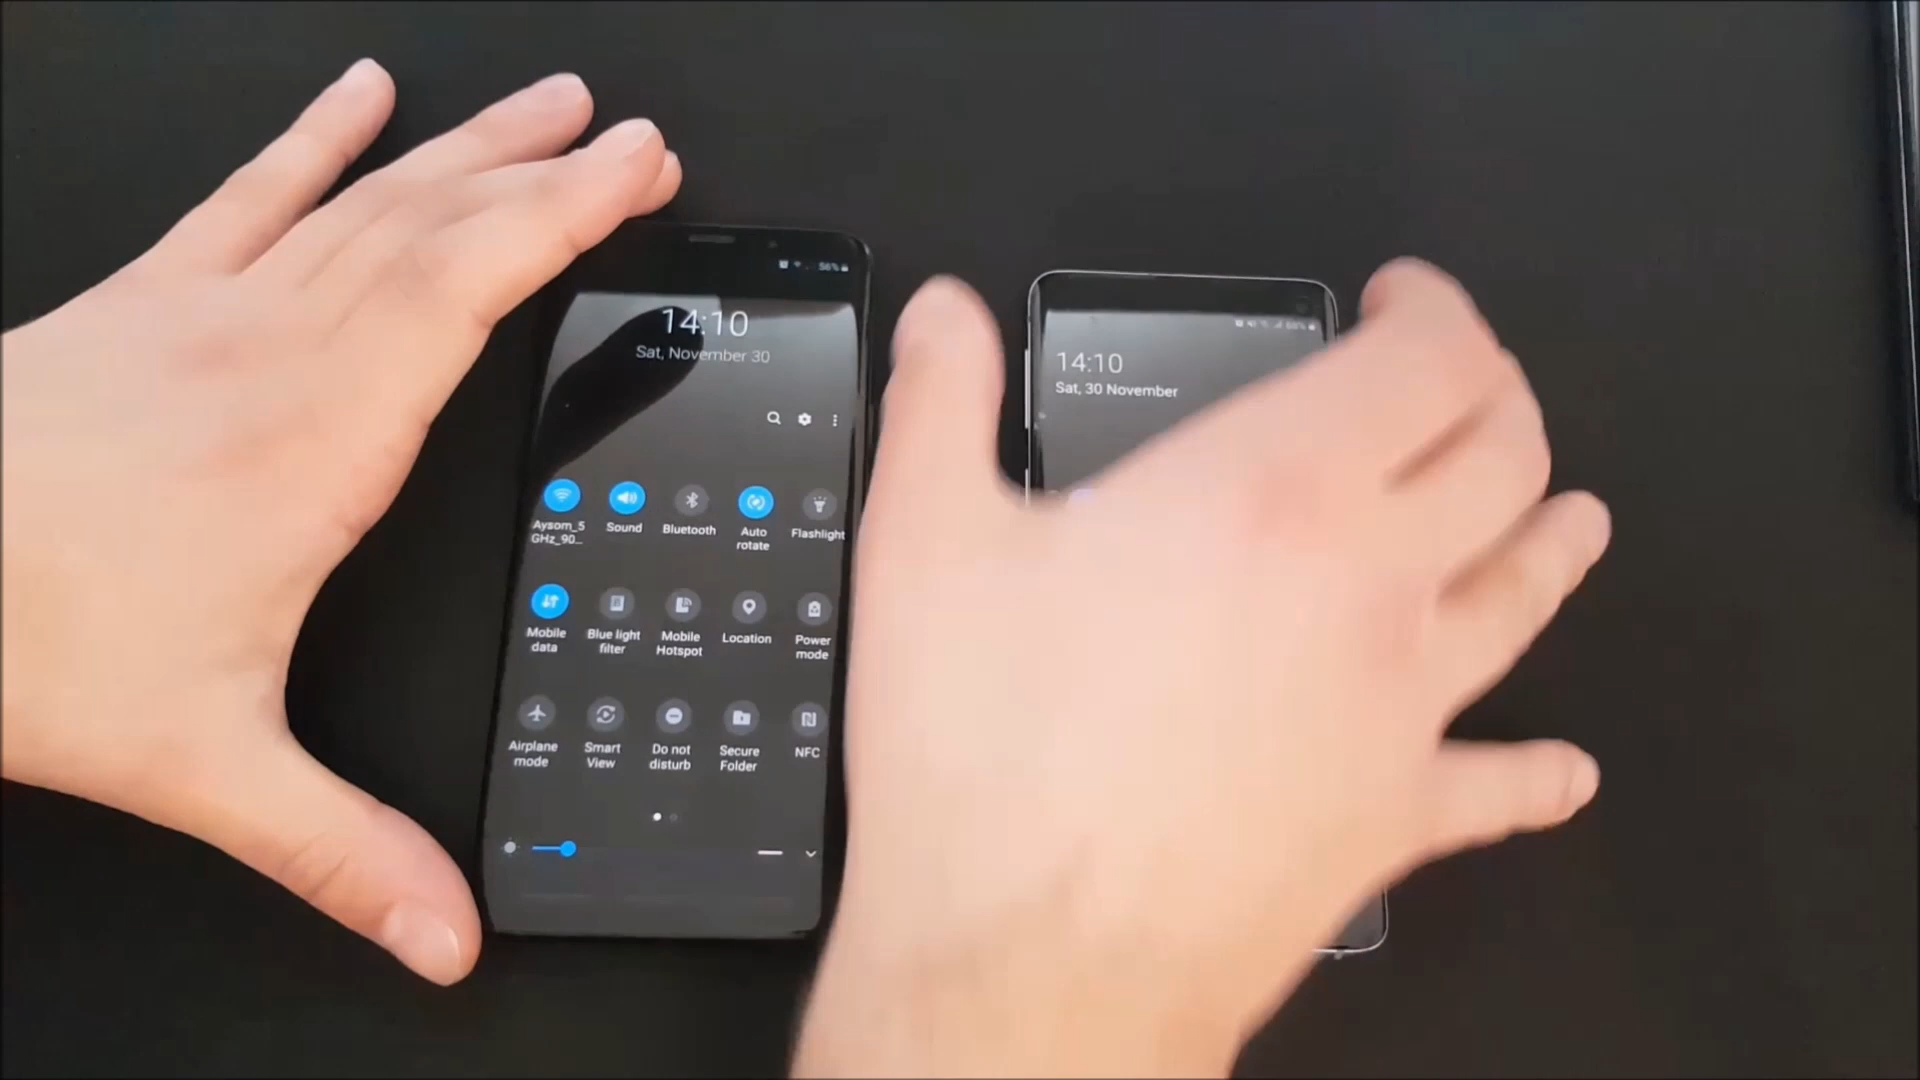 56%
14:10
Sat, November 30
Aysom_5
GHz_90...
Sound
Bluetooth
Auto
rotate
Flashlight
Mobile
data
Blue light
filter
Mobile
Hotspot
Location
Power
mode
Airplane
mode
Smart
View
Do not
disturb
Secure
Folder
NFC
14:10
Sat, 30 November